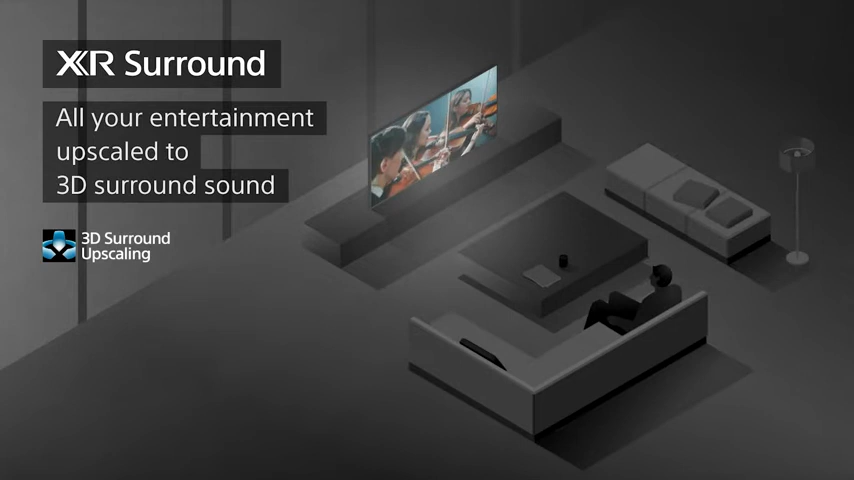 XR Surround
All your entertainment
upscaled to
3D surround sound
3D Surround
Upscaling